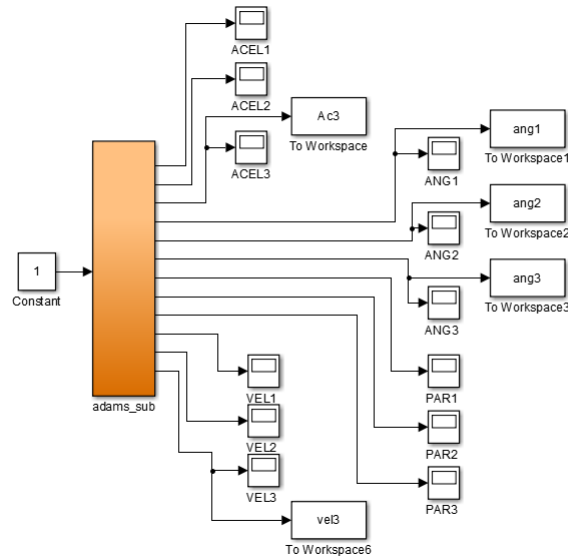 ACEL1
ACEL2
Ac3
To Workspace
ACEL3
ang1
To Workspace1
ANG1
ang2
To Workspace2
ANG2
1
Constant
ang3
To Workspace3
ANG3
adams_sub
VEL1
PAR1
VEL2
PAR2
VEL3
PAR3
vel3
To Workspace6